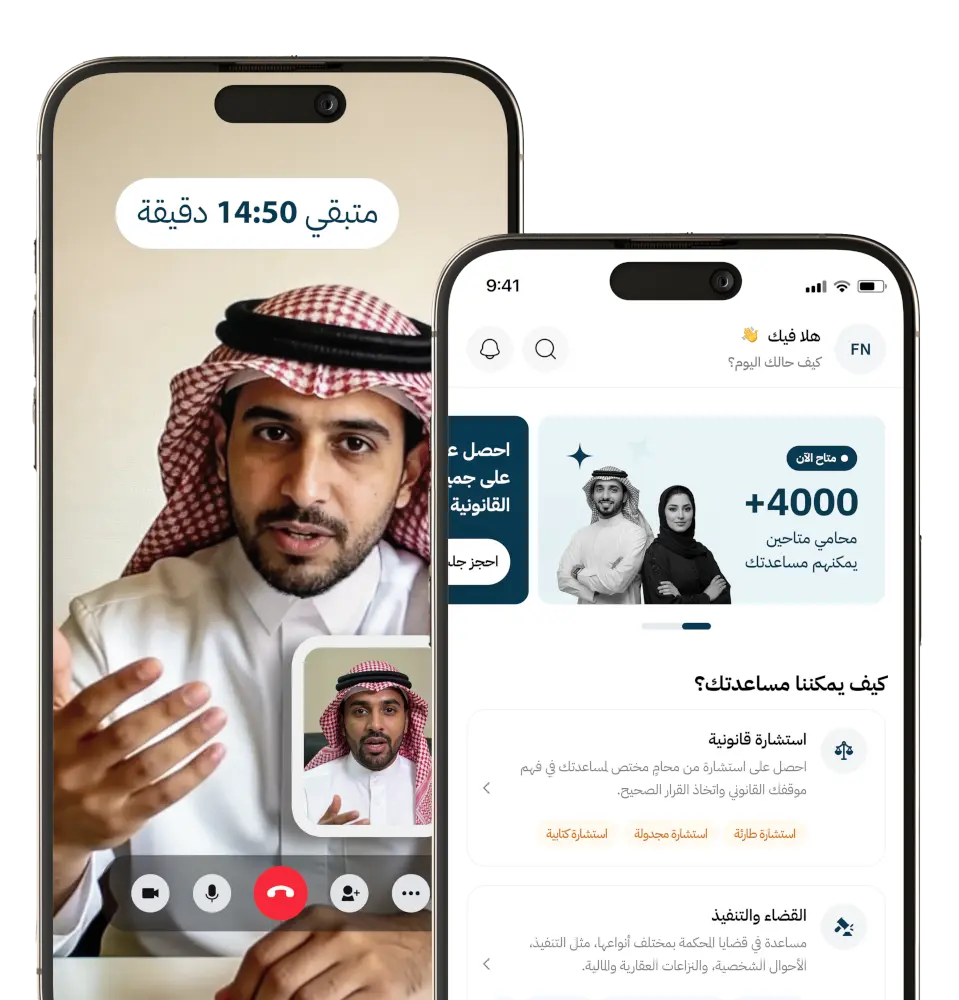 متبقي 14:50 دقيقة
9:41
FN
هلا فيك 👋
كيف حالك اليوم؟
متاح الآن
+4000
محامي متاحين
يمكنهم مساعدتك
احصل
على
القانونية
احجز
كيف يمكننا مساعدتك؟
استشارة قانونية
احصل على استشارة من محامٍ مختص لمساعدتك في فهم
موقفك القانوني واتخاذ القرار الصحيح.
استشارة طارئة
استشارة مجدولة
استشارة كتابية
القضاء والتنفيذ
مساعدة في قضايا المحكمة بمختلف أنواعها، مثل التنفيذ،
الأحوال الشخصية، والنزاعات العقارية والمالية.